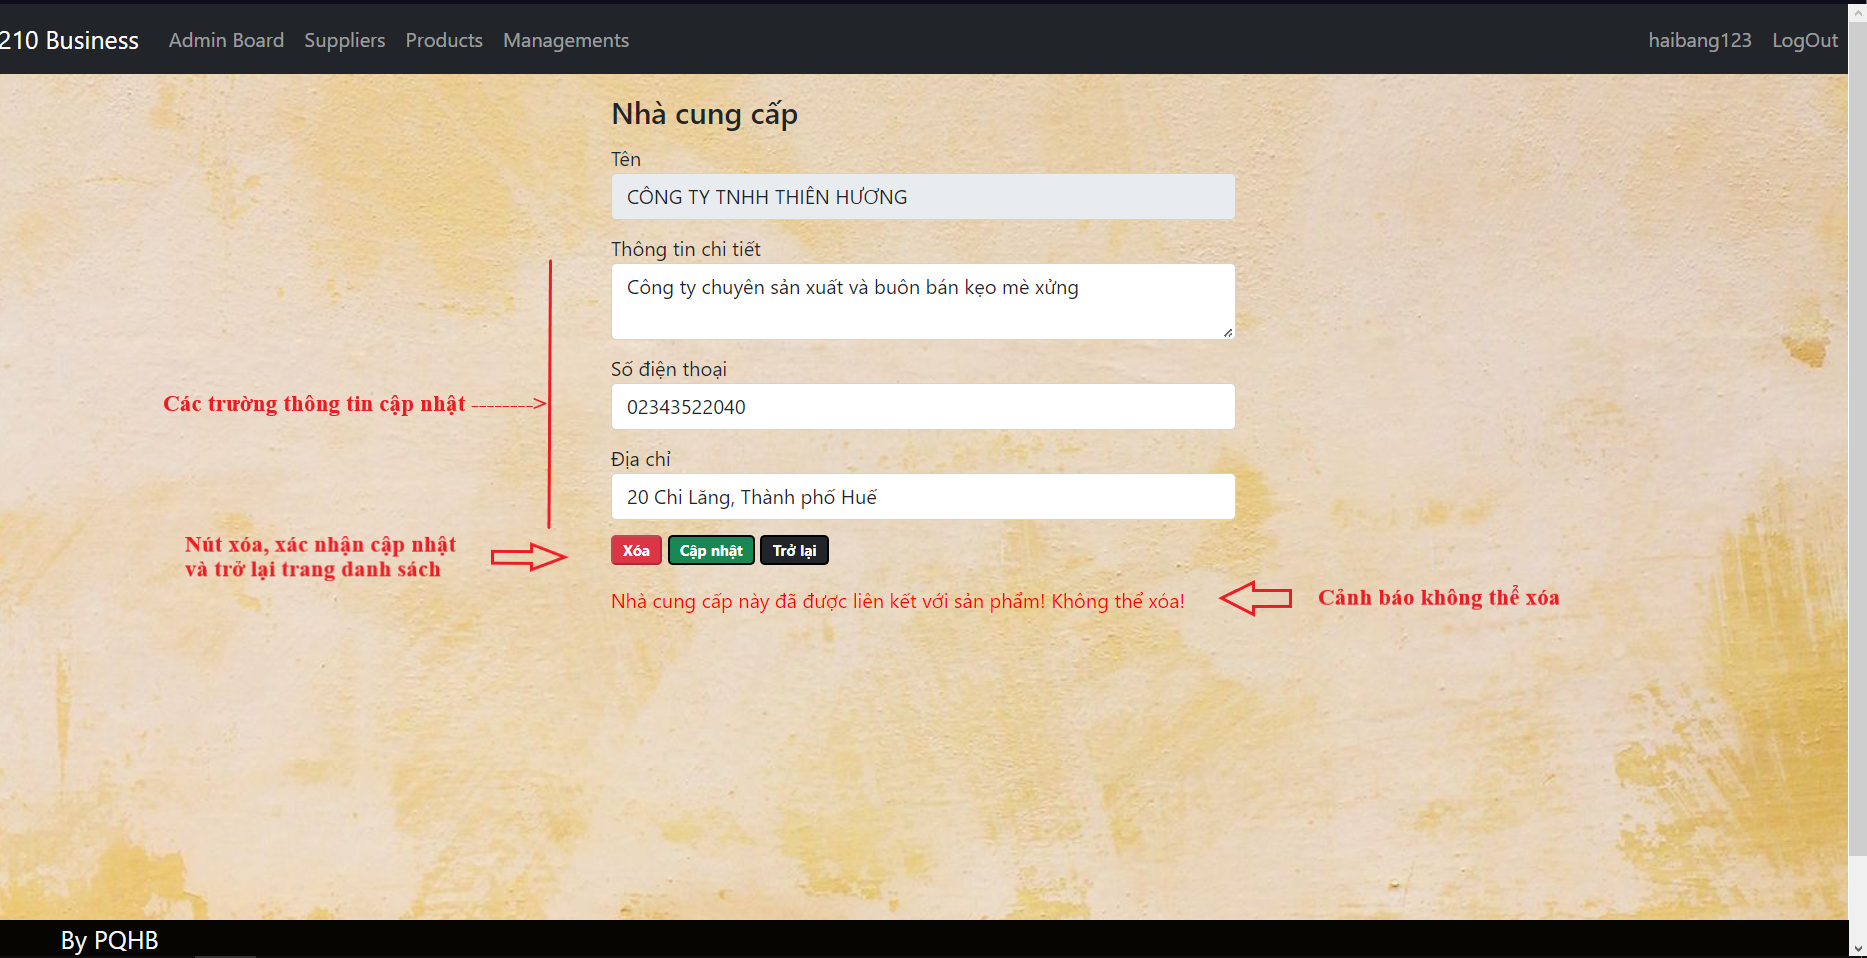 210 Business Admin Board Suppliers Products Managements haibang123 LogOut
Nhà cung cấp
Tên
CÔNG TY TNHH THIÊN HƯƠNG
Thông tin chi tiết
Công ty chuyên sản xuất và buôn bán kẹo mè xửng
Số điện thoại
Các trường thông tin cập nhật -------->
02343522040
Địa chỉ
20 Chi Lăng, Thành phố Huế
Nút xóa, xác nhận cập nhật
và trở lại trang danh sách
Xóa Cập nhật Trở lại
Nhà cung cấp này đã được liên kết với sản phẩm! Không thể xóa!
Cảnh báo không thể xóa
By PQHB